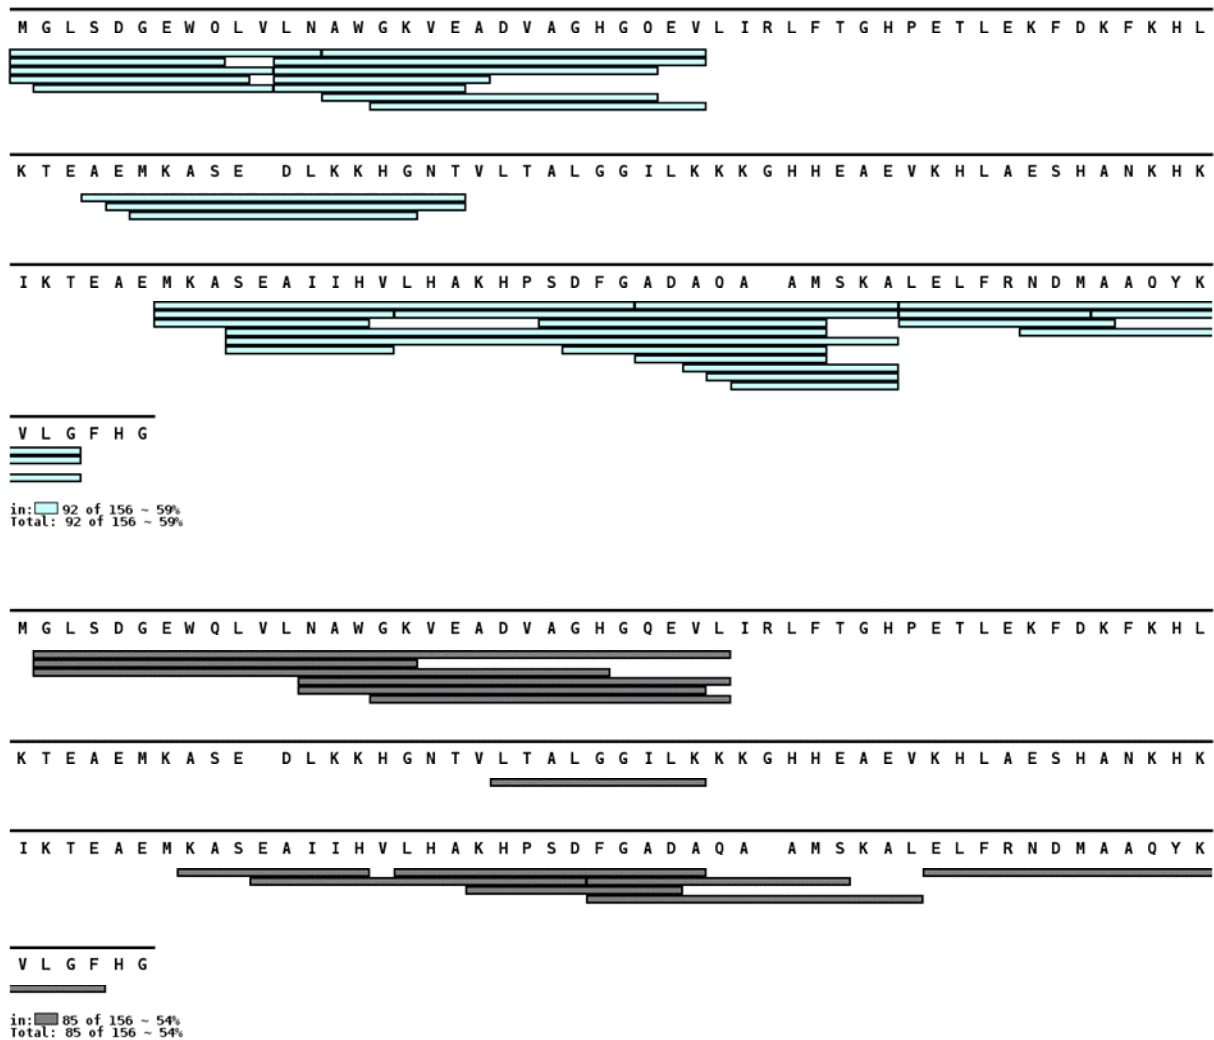 M G L S D G E W O L V L N A W G K V E A D V A G H G O E V L I R L F T G H P E T L E K F D K F K H L
K T E A E M K A S E D L K K H G N T V L T A L G G I L K K K G H H E A E V K H L A E S H A N K H K
I K T E A E M K A S E A I I H V L H A K H P S D F G A D A O A A M S K A L E L F R N D M A A O Y K
V L G F H G
in: 92 of 156 ~ 59%
Total: 92 of 156 ~ 59%
M G L S D G E W Q L V L N A W G K V E A D V A G H G Q E V L I R L F T G H P E T L E K F D K F K H L
K T E A E M K A S E D L K K H G N T V L T A L G G I L K K K G H H E A E V K H L A E S H A N K H K
I K T E A E M K A S E A I I H V L H A K H P S D F G A D A Q A A M S K A L E L F R N D M A A Q Y K
V L G F H G
in: 85 of 156 ~ 54%
Total: 85 of 156 ~ 54%